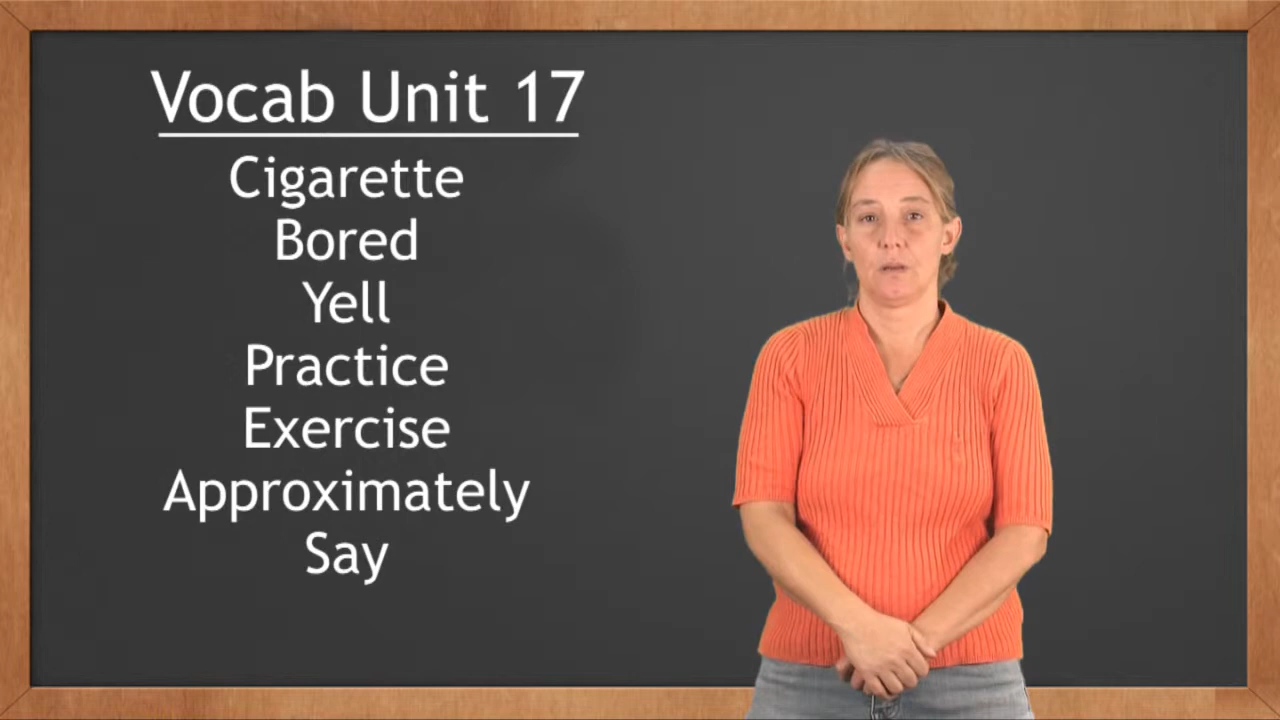 Vocab Unit 17
Cigarette
Bored
Yell
Practice
Exercise
Approximately
Say